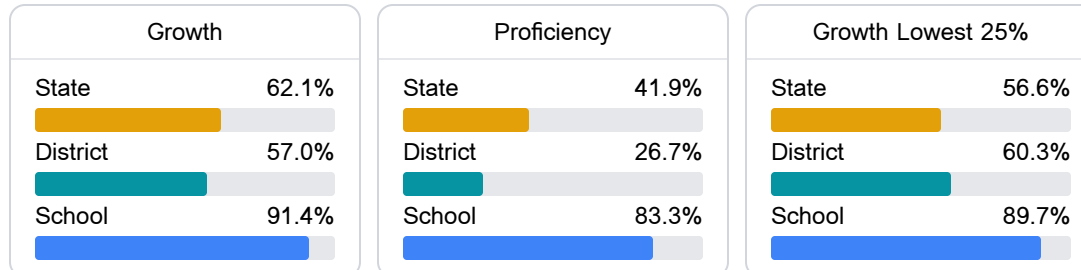 Growth
State 62.1%
District 57.0%
School 91.4%
Proficiency
State 41.9%
District 26.7%
School 83.3%
Growth Lowest 25%
State 56.6%
District 60.3%
School 89.7%